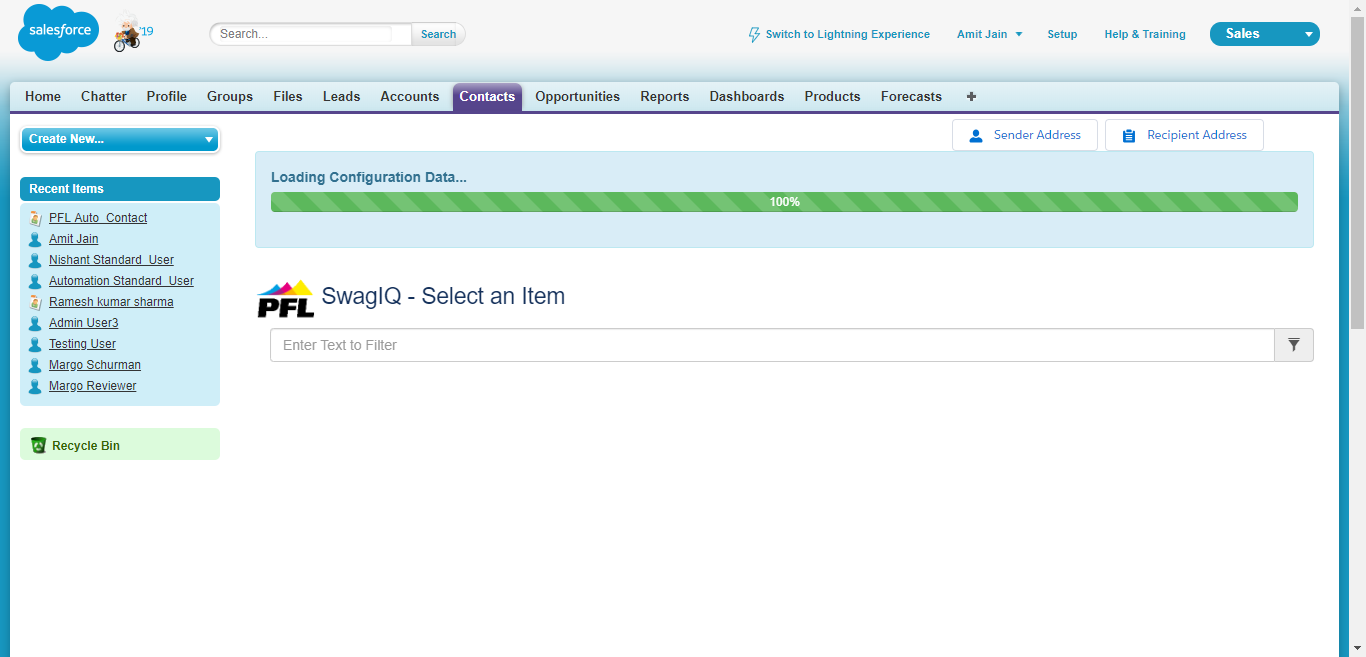 salesforce
'19
Search...
Search
Switch to Lightning Experience
Amit Jain
Setup
Help & Training
Sales
Home
Chatter
Profile
Groups
Files
Leads
Accounts
Contacts
Opportunities
Reports
Dashboards
Products
Forecasts
+
Create New...
Sender Address
Recipient Address
Loading Configuration Data...
100%
Recent Items
PFL Auto_Contact
Amit Jain
Nishant Standard_User
Automation Standard_User
Ramesh kumar sharma
Admin User3
Testing User
Margo Schurman
Margo Reviewer
Recycle Bin
PFL
SwagIQ - Select an Item
Enter Text to Filter